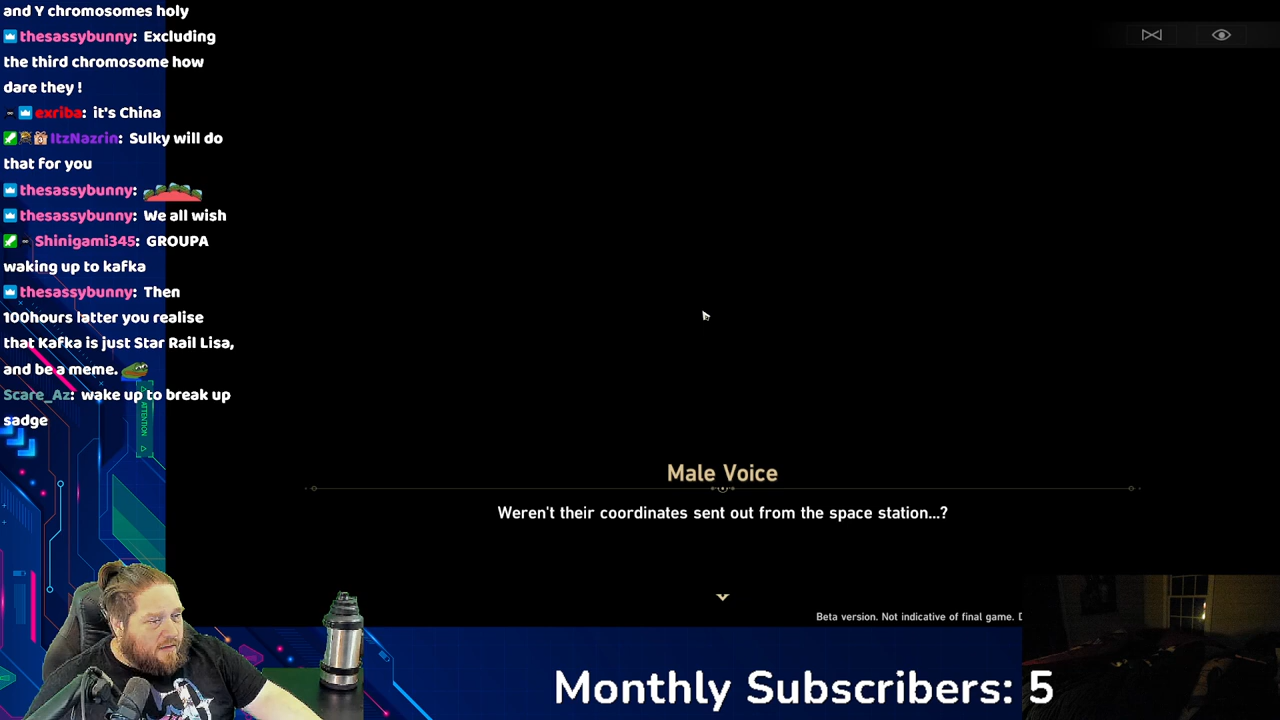 and Y chromosomes holy
thesassybunny: Excluding
the third chromosome how
dare they !
exriba: it's China
ItzNazrin: Sulky will do
that for you
thesassybunny:
thesassybunny: We all wish
Shinigami345: GROUPA
waking up to kafka
thesassybunny: Then
100hours latter you realise
that Kafka is just Star Rail Lisa,
and be a meme.
Scare_Az: wake up to break up
sadge
ATTENTION
Male Voice
Weren't their coordinates sent out from the space station...?
Beta version. Not indicative of final game. D
Monthly Subscribers: 5